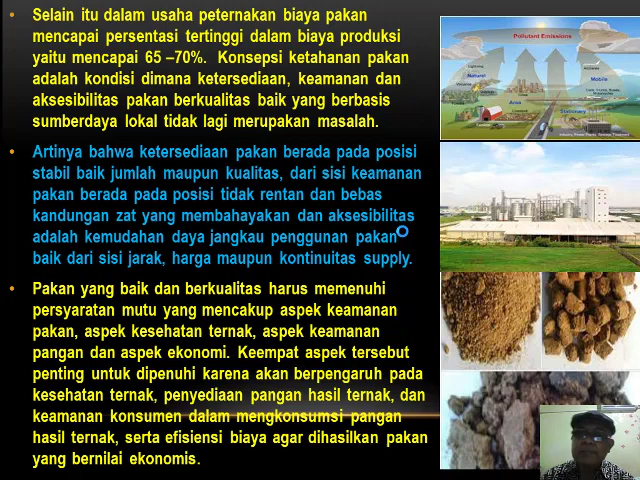 Selain itu dalam usaha peternakan biaya pakan
mencapai persentasi tertinggi dalam biaya produksi
yaitu mencapai 65 –70%. Konsepsi ketahanan pakan
adalah kondisi dimana ketersediaan, keamanan dan
aksesibilitas pakan berkualitas baik yang berbasis
sumberdaya lokal tidak lagi merupakan masalah.
Artinya bahwa ketersediaan pakan berada pada posisi
stabil baik jumlah maupun kualitas, dari sisi keamanan
pakan berada pada posisi tidak rentan dan bebas
kandungan zat yang membahayakan dan aksesibilitas
adalah kemudahan daya jangkau penggunan pakan
baik dari sisi jarak, harga maupun kontinuitas supply.
Pakan yang baik dan berkualitas harus memenuhi
persyaratan mutu yang mencakup aspek keamanan
pakan, aspek kesehatan ternak, aspek keamanan
pangan dan aspek ekonomi. Keempat aspek tersebut
penting untuk dipenuhi karena akan berpengaruh pada
kesehatan ternak, penyediaan pangan hasil ternak, dan
keamanan konsumen dalam mengkonsumsi pangan
hasil ternak, serta efisiensi biaya agar dihasilkan pakan
yang bernilai ekonomis.
Pollutant Emissions
Natural
Mobile
Area
Stationary